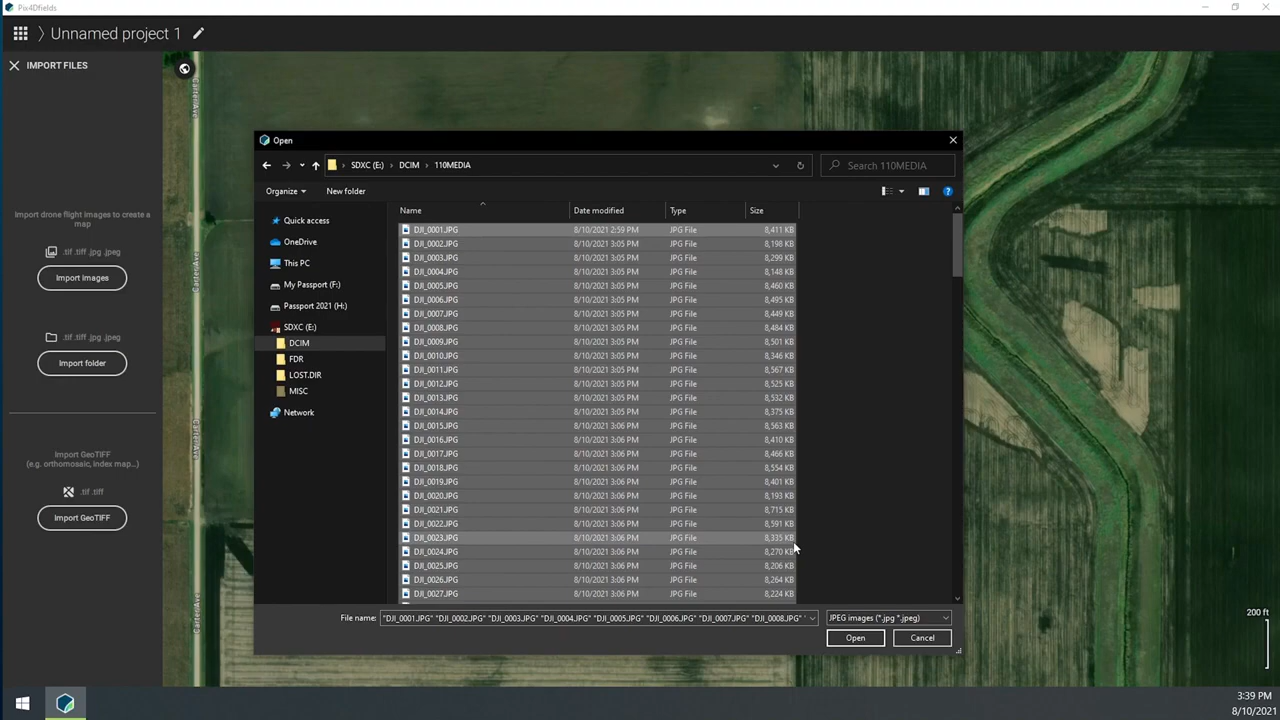 Pix4Dfields
Unnamed project 1
IMPORT FILES
Import drone flight images to create a
map
.tif .tiff .jpg .jpeg
Import Images
.tif .tiff .jpg .jpeg
Import folder
Import GeoTIFF
(e.g. orthomosaic, index map...)
.tif .tiff
Import GeoTIFF
Carter Ave
Carter Ave
Carter Ave
Carter Ave
Open
SDXC (E:) DCIM 110MEDIA
Search 110MEDIA
Organize New folder
Quick access
OneDrive
This PC
My Passport (F:)
Passport 2021 (H:)
SDXC (E:)
DCIM
FDR
LOST.DIR
MISC
Network
Name Date modified Type Size
DJI_0001.JPG 8/10/2021 2:59 PM JPG File 8,411 KB
DJI_0002.JPG 8/10/2021 3:05 PM JPG File 8,198 KB
DJI_0003.JPG 8/10/2021 3:05 PM JPG File 8,299 KB
DJI_0004.JPG 8/10/2021 3:05 PM JPG File 8,148 KB
DJI_0005.JPG 8/10/2021 3:05 PM JPG File 8,460 KB
DJI_0006.JPG 8/10/2021 3:05 PM JPG File 8,495 KB
DJI_0007.JPG 8/10/2021 3:05 PM JPG File 8,449 KB
DJI_0008.JPG 8/10/2021 3:05 PM JPG File 8,484 KB
DJI_0009.JPG 8/10/2021 3:05 PM JPG File 8,501 KB
DJI_0010.JPG 8/10/2021 3:05 PM JPG File 8,346 KB
DJI_0011.JPG 8/10/2021 3:05 PM JPG File 8,567 KB
DJI_0012.JPG 8/10/2021 3:05 PM JPG File 8,525 KB
DJI_0013.JPG 8/10/2021 3:05 PM JPG File 8,532 KB
DJI_0014.JPG 8/10/2021 3:05 PM JPG File 8,375 KB
DJI_0015.JPG 8/10/2021 3:06 PM JPG File 8,563 KB
DJI_0016.JPG 8/10/2021 3:06 PM JPG File 8,410 KB
DJI_0017.JPG 8/10/2021 3:06 PM JPG File 8,466 KB
DJI_0018.JPG 8/10/2021 3:06 PM JPG File 8,554 KB
DJI_0019.JPG 8/10/2021 3:06 PM JPG File 8,401 KB
DJI_0020.JPG 8/10/2021 3:06 PM JPG File 8,193 KB
DJI_0021.JPG 8/10/2021 3:06 PM JPG File 8,715 KB
DJI_0022.JPG 8/10/2021 3:06 PM JPG File 8,591 KB
DJI_0023.JPG 8/10/2021 3:06 PM JPG File 8,335 KB
DJI_0024.JPG 8/10/2021 3:06 PM JPG File 8,270 KB
DJI_0025.JPG 8/10/2021 3:06 PM JPG File 8,206 KB
DJI_0026.JPG 8/10/2021 3:06 PM JPG File 8,264 KB
DJI_0027.JPG 8/10/2021 3:06 PM JPG File 8,224 KB
File name: "DJI_0001.JPG" "DJI_0002.JPG" "DJI_0003.JPG" "DJI_0004.JPG" "DJI_0005.JPG" "DJI_0006.JPG" "DJI_0007.JPG" "DJI_0008.JPG" JPEG images (*.jpg *.jpeg)
Open Cancel
200 ft
3:39 PM
8/10/2021